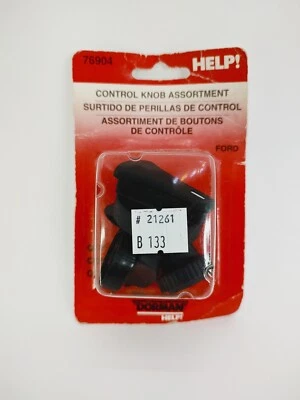 76904
HELP!
CONTROL KNOB ASSORTMENT
SURTIDO DE PERILLAS DE CONTROL
ASSORTIMENT DE BOUTONS
DE CONTRÔLE
FORD
# 21261
B 133
DORMAN
HELP!